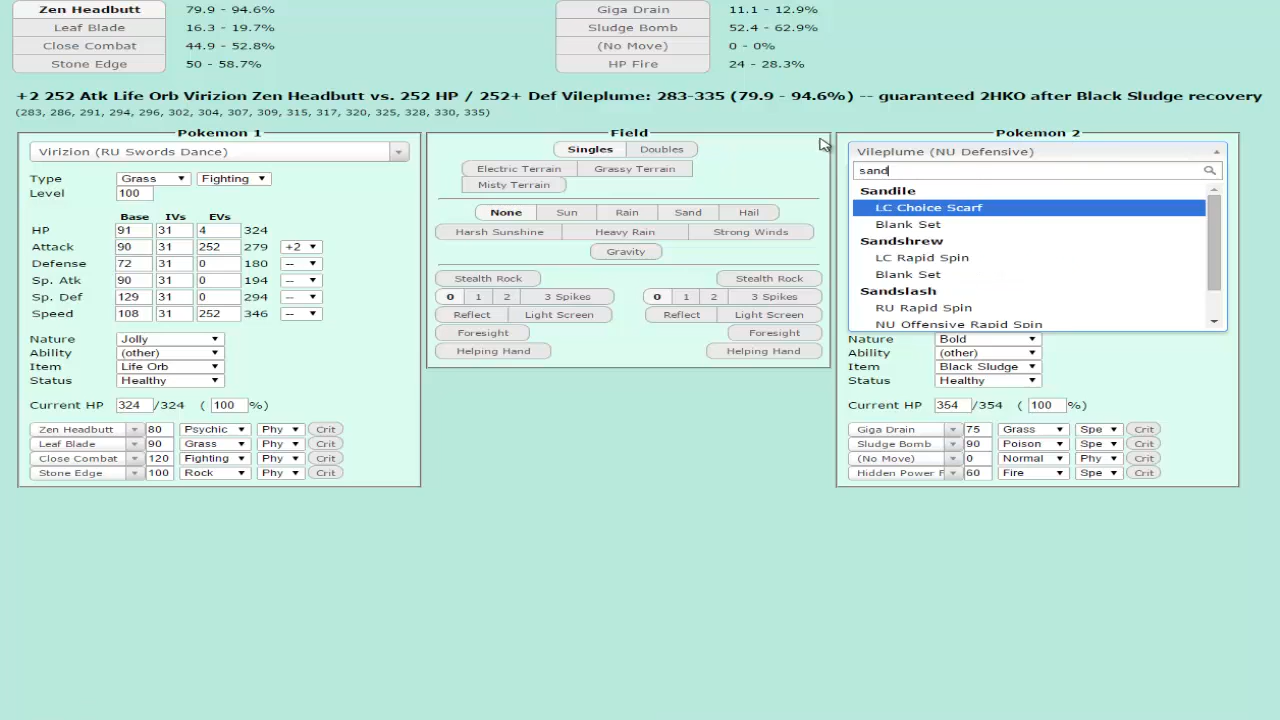 Zen Headbutt 79.9 - 94.6%
Leaf Blade 16.3 - 19.7%
Close Combat 44.9 - 52.8%
Stone Edge 50 - 58.7%
Giga Drain 11.1 - 12.9%
Sludge Bomb 52.4 - 62.9%
(No Move) 0 - 0%
HP Fire 24 - 28.3%
+2 252 Atk Life Orb Virizion Zen Headbutt vs. 252 HP / 252+ Def Vileplume: 283-335 (79.9 - 94.6%) -- guaranteed 2HKO after Black Sludge recovery
(283, 286, 291, 294, 296, 302, 304, 307, 309, 315, 317, 320, 325, 328, 330, 335)
Pokemon 1
Virizion (RU Swords Dance)
Type Grass Fighting
Level 100
Base IVs EVs
HP 91 31 4 324
Attack 90 31 252 279 +2
Defense 72 31 0 180 --
Sp. Atk 90 31 0 194 --
Sp. Def 129 31 0 294 --
Speed 108 31 252 346 --
Nature Jolly
Ability (other)
Item Life Orb
Status Healthy
Current HP 324 /324 ( 100 %)
Zen Headbutt 80 Psychic Phy Crit
Leaf Blade 90 Grass Phy Crit
Close Combat 120 Fighting Phy Crit
Stone Edge 100 Rock Phy Crit
Field
Singles Doubles
Electric Terrain Grassy Terrain
Misty Terrain
None Sun Rain Sand Hail
Harsh Sunshine Heavy Rain Strong Winds
Gravity
Stealth Rock Stealth Rock
0 1 2 3 Spikes 0 1 2 3 Spikes
Reflect Light Screen Reflect Light Screen
Foresight Foresight
Helping Hand Helping Hand
Pokemon 2
Vileplume (NU Defensive)
sand
Sandile
LC Choice Scarf
Blank Set
Sandshrew
LC Rapid Spin
Blank Set
Sandslash
RU Rapid Spin
NU Offensive Rapid Spin
Nature Bold
Ability (other)
Item Black Sludge
Status Healthy
Current HP 354 /354 ( 100 %)
Giga Drain 75 Grass Spe Crit
Sludge Bomb 90 Poison Spe Crit
(No Move) 0 Normal Phy Crit
Hidden Power F 60 Fire Spe Crit